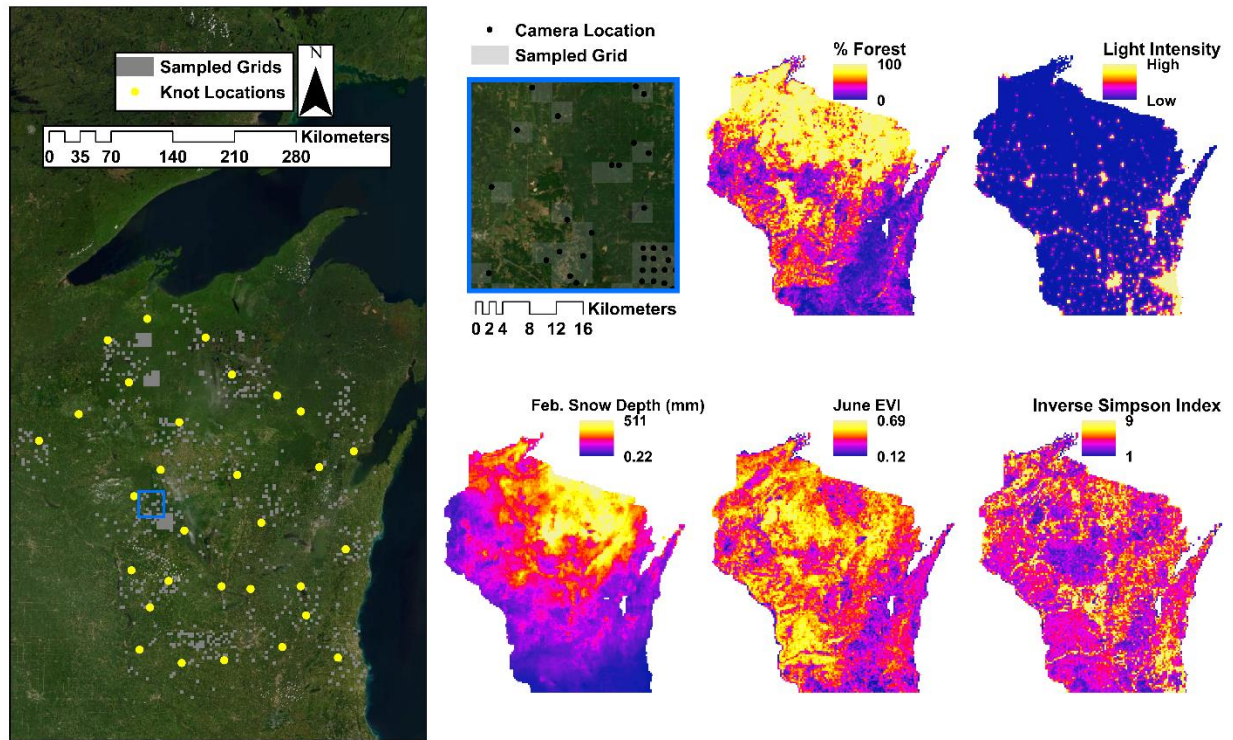 N
Sampled Grids
Knot Locations
Kilometers
0 35 70 140 210 280
Camera Location
Sampled Grid
Kilometers
0 2 4 8 12 16
% Forest
100
0
Light Intensity
High
Low
Feb. Snow Depth (mm)
511
0.22
June EVI
0.69
0.12
Inverse Simpson Index
9
1